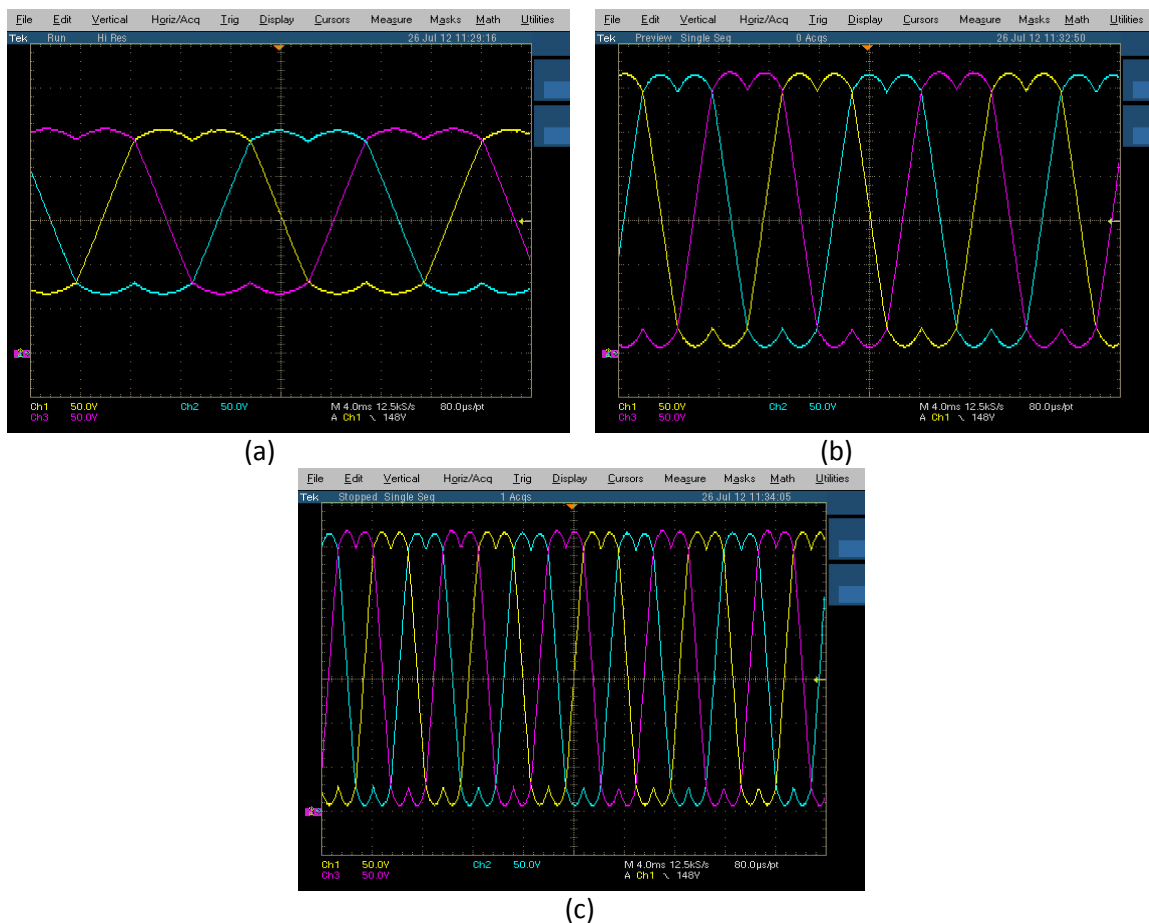 File Edit Vertical Horiz/Acq Trig Display Cursors Measure Masks Math Utilities
Tek Run Hi Res 26 Jul 12 11:29:16
Ch1 50.0V Ch2 50.0V M 4.0ms 12.5kS/s 80.0µs/pt
Ch3 50.0V A Ch1 ∖ 148V
(a)
File Edit Vertical Horiz/Acq Trig Display Cursors Measure Masks Math Utilities
Tek Preview Single Seq 0 Acqs 26 Jul 12 11:32:50
Ch1 50.0V Ch2 50.0V M 4.0ms 12.5kS/s 80.0µs/pt
Ch3 50.0V A Ch1 ∖ 148V
(b)
File Edit Vertical Horiz/Acq Trig Display Cursors Measure Masks Math Utilities
Tek Stopped Single Seq 1 Acqs 26 Jul 12 11:34:05
Ch1 50.0V Ch2 50.0V M 4.0ms 12.5kS/s 80.0µs/pt
Ch3 50.0V A Ch1 ∖ 148V
(c)